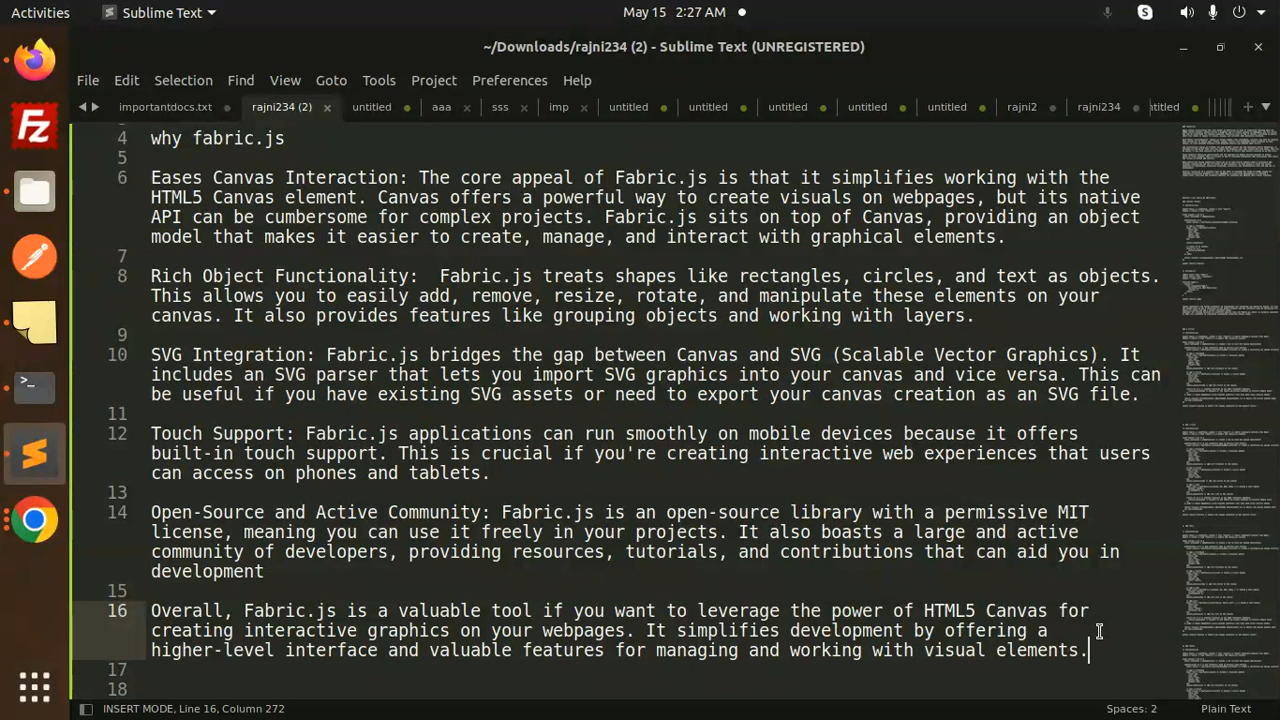 Activities
Sublime Text
May 15 2:27 AM
~/Downloads/rajni234 (2) - Sublime Text (UNREGISTERED)
File Edit Selection Find View Goto Tools Project Preferences Help
importantdocs.txt rajni234 (2) untitled aaa sss imp untitled untitled untitled untitled untitled rajni2 rajni234
4 why fabric.js
5
6 Eases Canvas Interaction: The core appeal of Fabric.js is that it simplifies working with the
HTML5 Canvas element. Canvas offers a powerful way to create visuals on webpages, but its native
API can be cumbersome for complex projects. Fabric.js sits on top of Canvas, providing an object
model that makes it easier to create, manage, and interact with graphical elements.
7
8 Rich Object Functionality:  Fabric.js treats shapes like rectangles, circles, and text as objects.
This allows you to easily add, remove, resize, rotate, and manipulate these elements on your
canvas. It also provides features like grouping objects and working with layers.
9
10 SVG Integration: Fabric.js bridges the gap between Canvas and SVG (Scalable Vector Graphics). It
includes an SVG parser that lets you import SVG graphics into your canvas and vice versa. This can
be useful if you have existing SVG assets or need to export your canvas creation as an SVG file.
11
12 Touch Support: Fabric.js applications can run smoothly on mobile devices because it offers
built-in touch support. This is crucial if you're creating interactive web experiences that users
can access on phones and tablets.
13
14 Open-Source and Active Community: Fabric.js is an open-source library with a permissive MIT
license, meaning you can use it freely in your projects. It also boasts a large and active
community of developers, providing resources, tutorials, and contributions that can aid you in
development
15
16 Overall, Fabric.js is a valuable tool if you want to leverage the power of HTML5 Canvas for
creating interactive graphics on your web pages. It simplifies development by offering a
higher-level interface and valuable features for managing and working with visual elements.
17
18
INSERT MODE, Line 16, Column 272
Spaces: 2
Plain Text